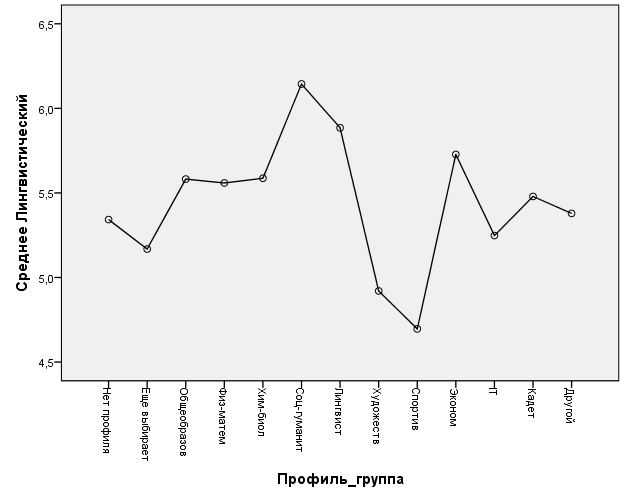 Среднее Лингвистический
6,5
6,0
5,5
5,0
4,5
Нет профиля
Еще выбирает
Общеобразов
Физ-матем
Хим-биол
Соц-гуманит
Лингвист
Художеств
Спортив
Эконом
IT
Кадет
Другой
Профиль_группа